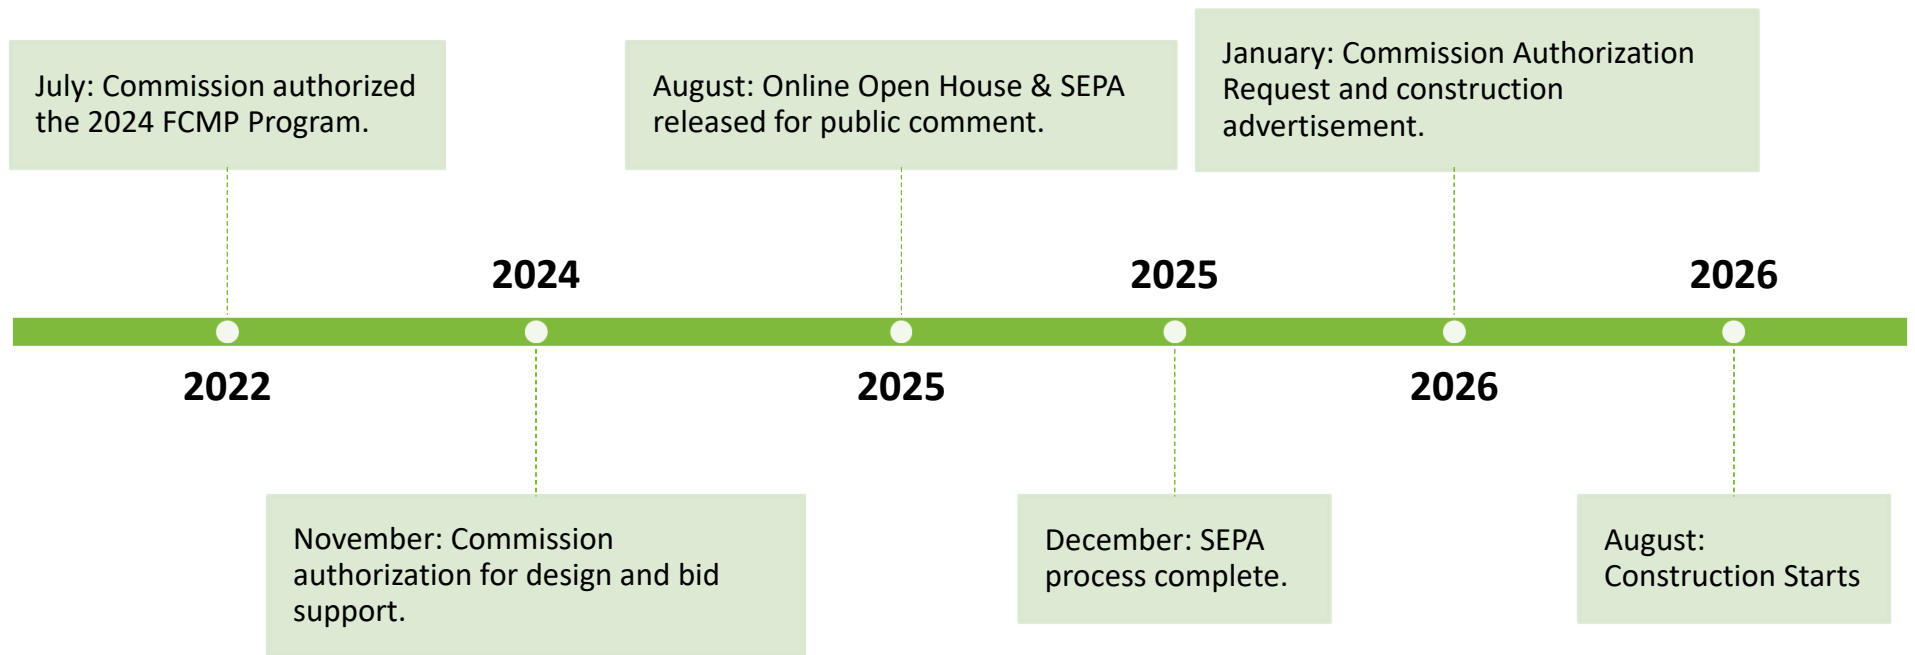 July: Commission authorized
the 2024 FCMP Program.
2022
2024
November: Commission
authorization for design and bid
support.
August: Online Open House & SEPA
released for public comment.
2025
2025
December: SEPA
process complete.
January: Commission Authorization
Request and construction
advertisement.
2026
2026
August:
Construction Starts